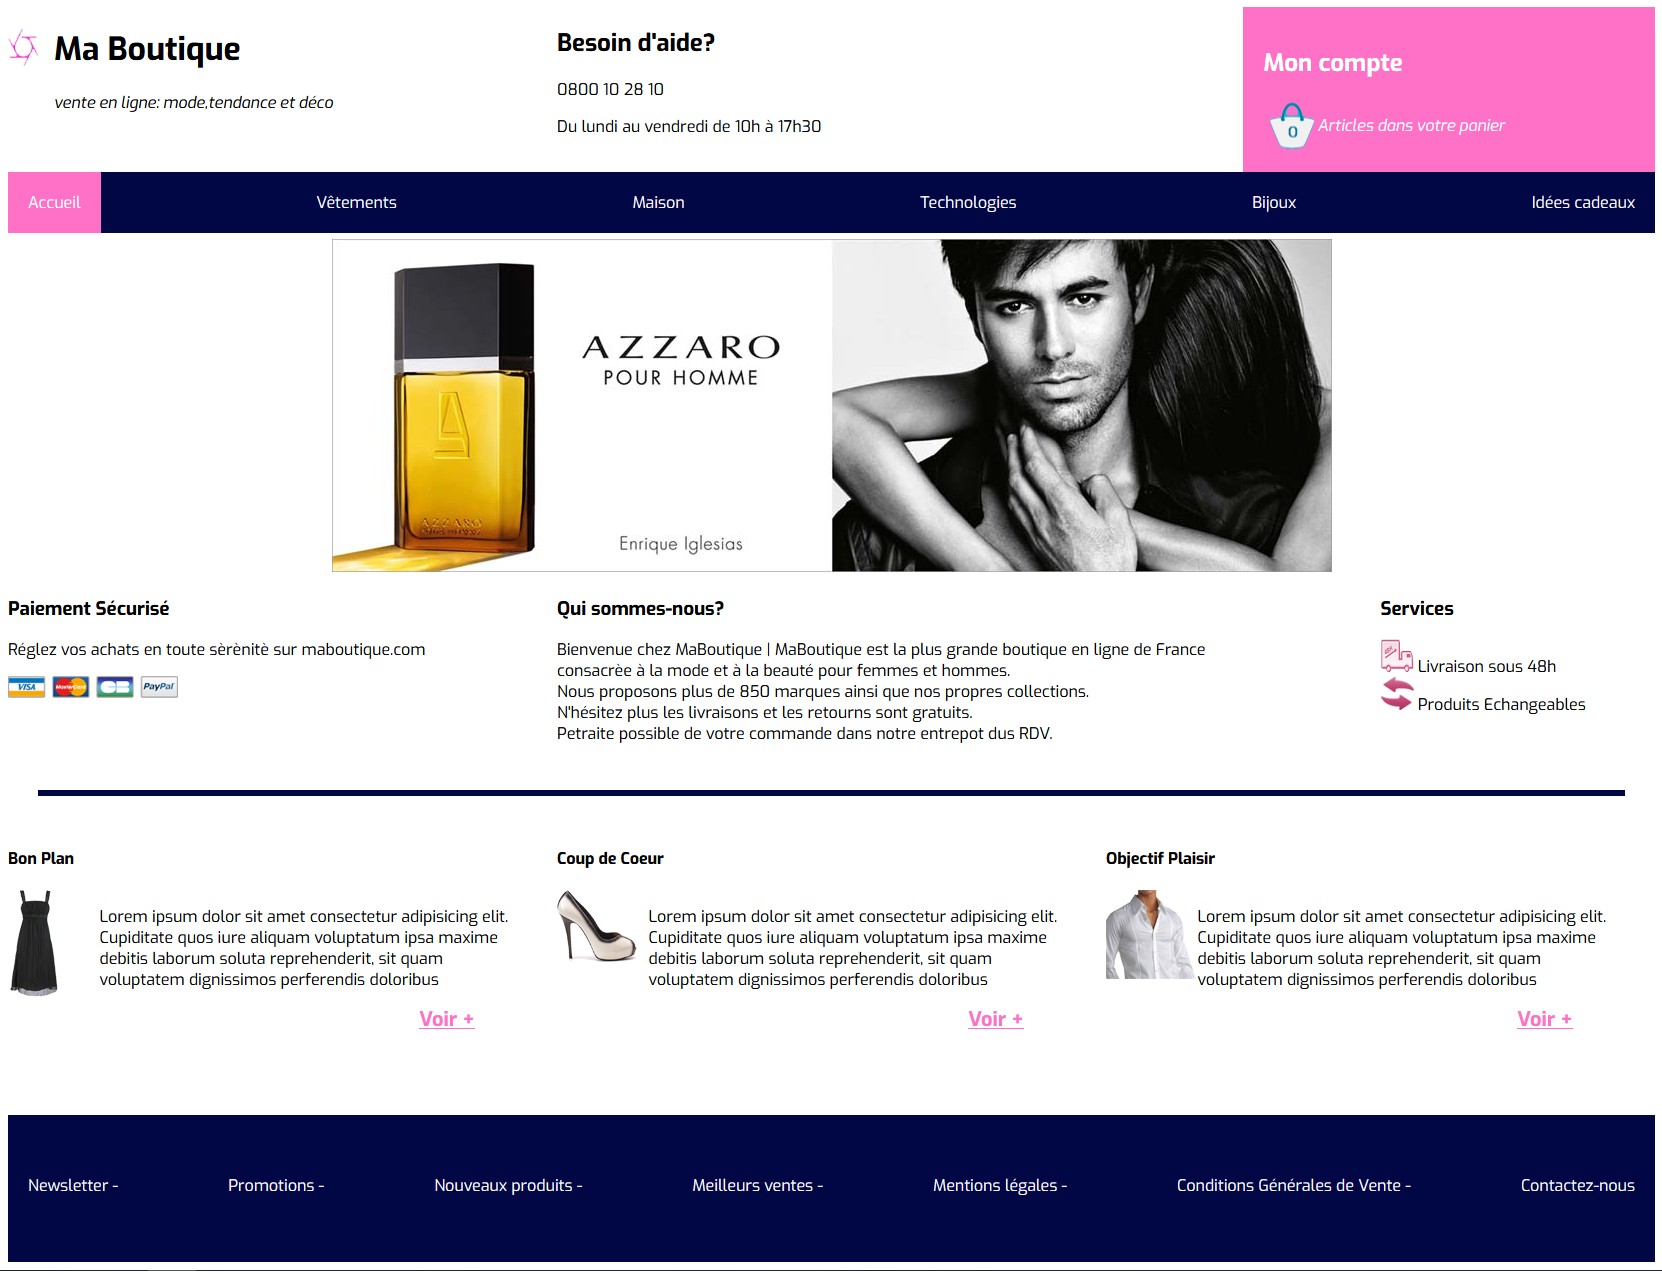 Ma Boutique
vente en ligne: mode,tendance et déco
Besoin d'aide?
0800 10 28 10
Du lundi au vendredi de 10h à 17h30
Mon compte
0
Articles dans votre panier
Accueil
Vêtements
Maison
Technologies
Bijoux
Idées cadeaux
AZZARO
POUR HOMME
AZZARO
Enrique Iglesias
Paiement Sécurisé
Réglez vos achats en toute sèrènitè sur maboutique.com
VISA
MasterCard
CB
PayPal
Qui sommes-nous?
Bienvenue chez MaBoutique | MaBoutique est la plus grande boutique en ligne de France
consacrèe à la mode et à la beauté pour femmes et hommes.
Nous proposons plus de 850 marques ainsi que nos propres collections.
N'hésitez plus les livraisons et les retourns sont gratuits.
Petraite possible de votre commande dans notre entrepot dus RDV.
Services
Livraison sous 48h
Produits Echangeables
Bon Plan
Lorem ipsum dolor sit amet consectetur adipisicing elit.
Cupiditate quos iure aliquam voluptatum ipsa maxime
debitis laborum soluta reprehenderit, sit quam
voluptatem dignissimos perferendis doloribus
Voir +
Coup de Coeur
Lorem ipsum dolor sit amet consectetur adipisicing elit.
Cupiditate quos iure aliquam voluptatum ipsa maxime
debitis laborum soluta reprehenderit, sit quam
voluptatem dignissimos perferendis doloribus
Voir +
Objectif Plaisir
Lorem ipsum dolor sit amet consectetur adipisicing elit.
Cupiditate quos iure aliquam voluptatum ipsa maxime
debitis laborum soluta reprehenderit, sit quam
voluptatem dignissimos perferendis doloribus
Voir +
Newsletter -
Promotions -
Nouveaux produits -
Meilleurs ventes -
Mentions légales -
Conditions Générales de Vente -
Contactez-nous